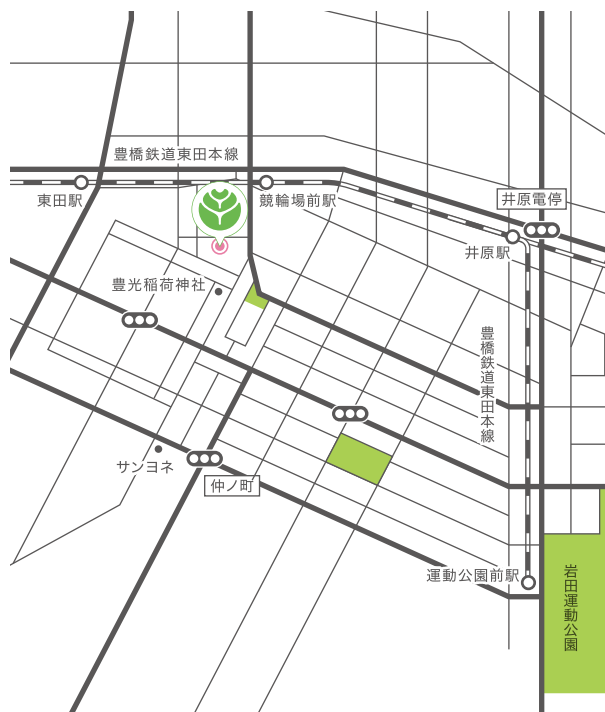 豊橋鉄道東田本線
東田駅
競輪場前駅
井原電停
井原駅
豊光稲荷神社
豊橋鉄道東田本線
サンヨネ
仲ノ町
運動公園前駅
岩田運動公園